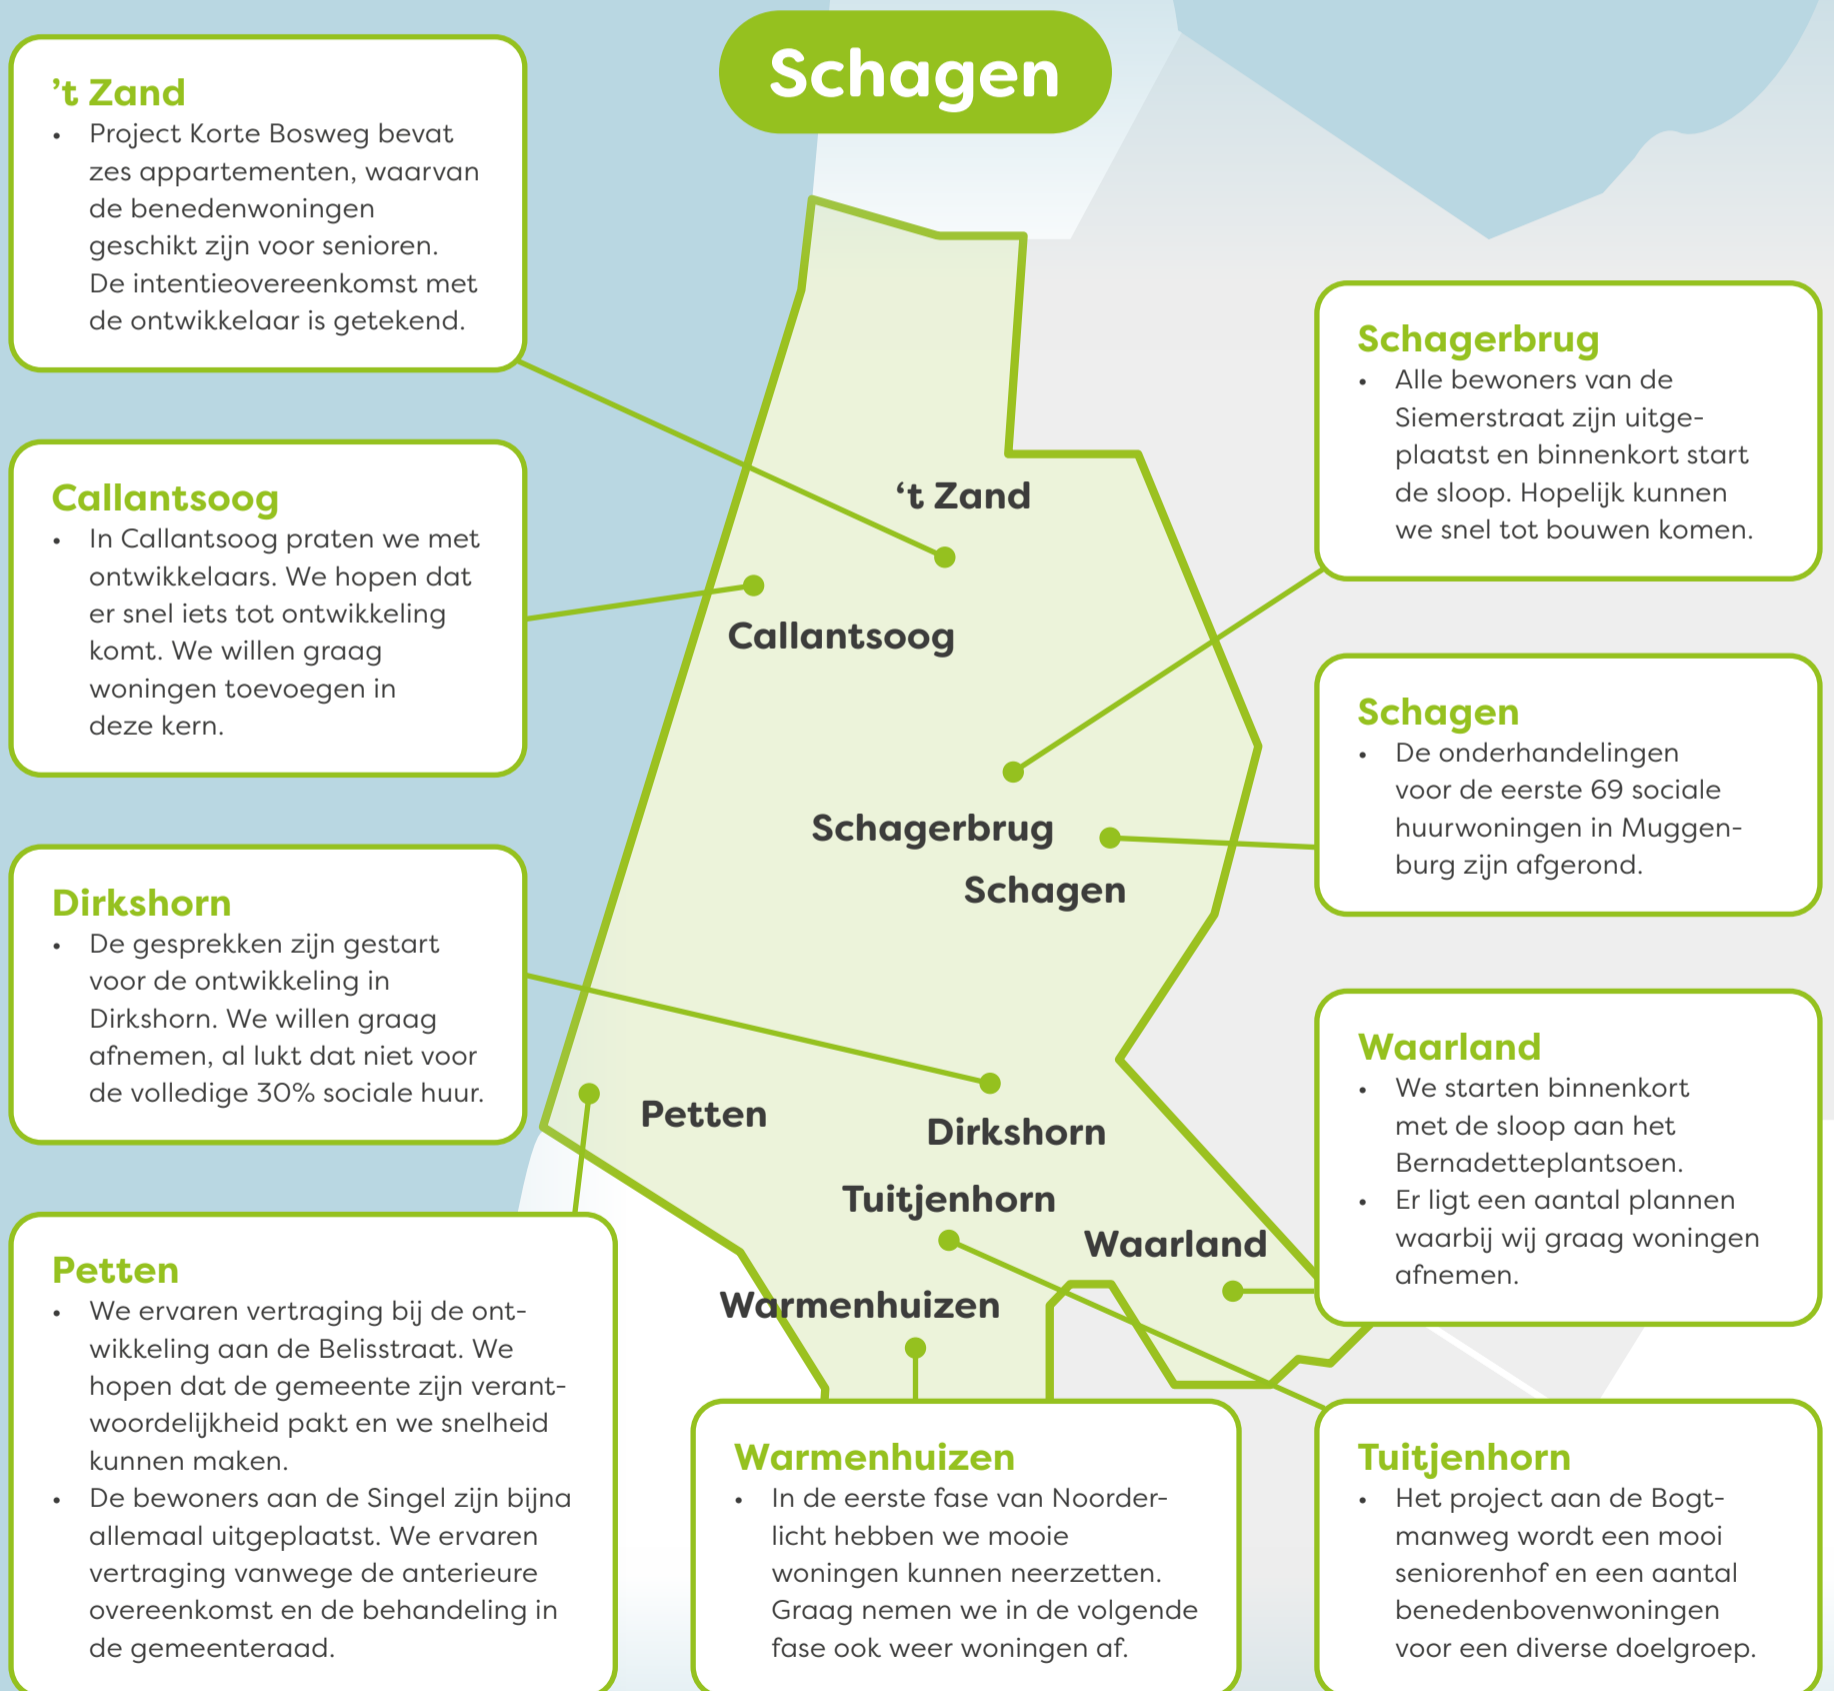 Schagen
’t Zand
• Project Korte Bosweg bevat
zes appartementen, waarvan
de benedenwoningen
geschikt zijn voor senioren.
De intentieovereenkomst met
de ontwikkelaar is getekend.
Callantsoog
• In Callantsoog praten we met
ontwikkelaars. We hopen dat
er snel iets tot ontwikkeling
komt. We willen graag
woningen toevoegen in
deze kern.
Dirkshorn
• De gesprekken zijn gestart
voor de ontwikkeling in
Dirkshorn. We willen graag
afnemen, al lukt dat niet voor
de volledige 30% sociale huur.
Petten
• We ervaren vertraging bij de ont-
wikkeling aan de Belisstraat. We
hopen dat de gemeente zijn verant-
woordelijkheid pakt en we snelheid
kunnen maken.
• De bewoners aan de Singel zijn bijna
allemaal uitgeplaatst. We ervaren
vertraging vanwege de anterieure
overeenkomst en de behandeling in
de gemeenteraad.
‘t Zand
Callantsoog
Schagerbrug
Schagen
Petten
Dirkshorn
Tuitjenhorn
Waarland
Warmenhuizen
Warmenhuizen
• In de eerste fase van Noorder-
licht hebben we mooie
woningen kunnen neerzetten.
Graag nemen we in de volgende
fase ook weer woningen af.
Schagerbrug
• Alle bewoners van de
Siemerstraat zijn uitge-
plaatst en binnenkort start
de sloop. Hopelijk kunnen
we snel tot bouwen komen.
Schagen
• De onderhandelingen
voor de eerste 69 sociale
huurwoningen in Muggen-
burg zijn afgerond.
Waarland
• We starten binnenkort
met de sloop aan het
Bernadetteplantsoen.
• Er ligt een aantal plannen
waarbij wij graag woningen
afnemen.
Tuitjenhorn
• Het project aan de Bogt-
manweg wordt een mooi
seniorenhof en een aantal
benedenbovenwoningen
voor een diverse doelgroep.